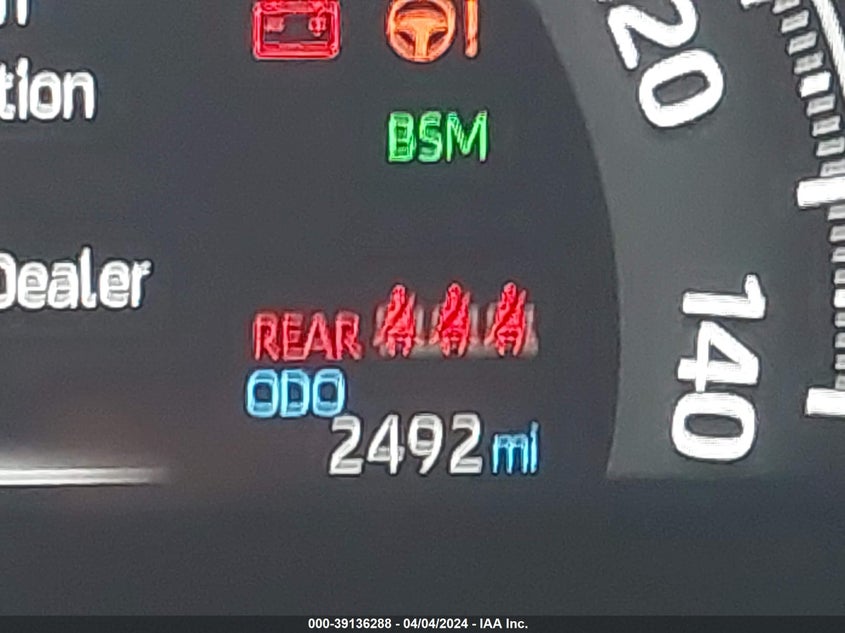 20
tion
BSM
Dealer
140
REAR
ODO
2492 mi
000-39136288 - 04/04/2024 - IAA Inc.